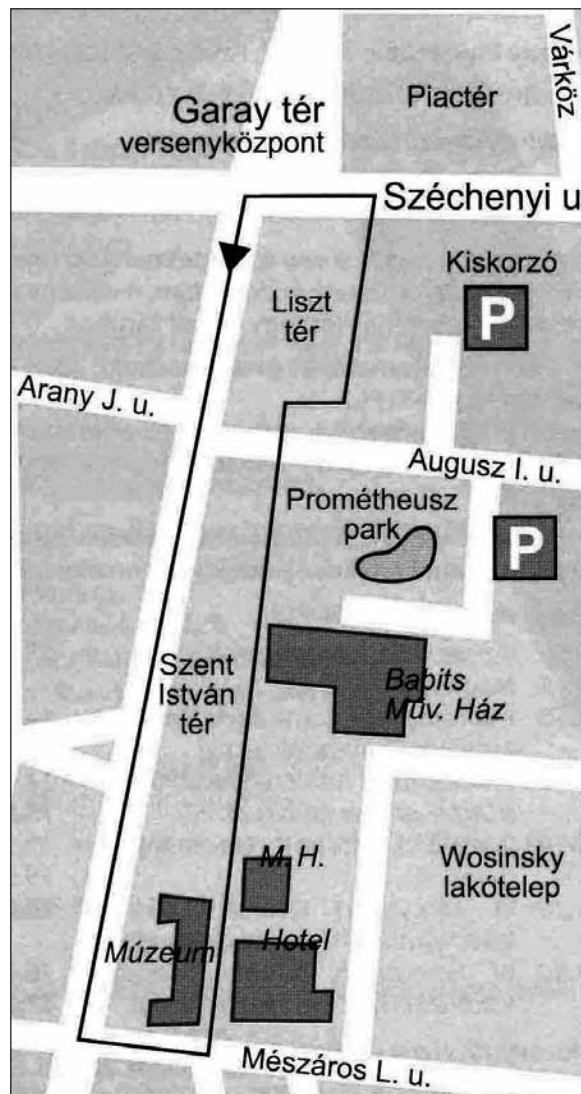 Várköz
Piactér
Garay tér
versenyközpont
Széchenyi u
Kiskorzó
P
Liszt
tér
Arany J. u.
Augusz I. u.
Prométheusz
park
P
Szent
István
tér
Babits
Műv. Ház
M. H.
Wosinsky
lakótelep
Múzeum
Hotel
Mészáros L. u.